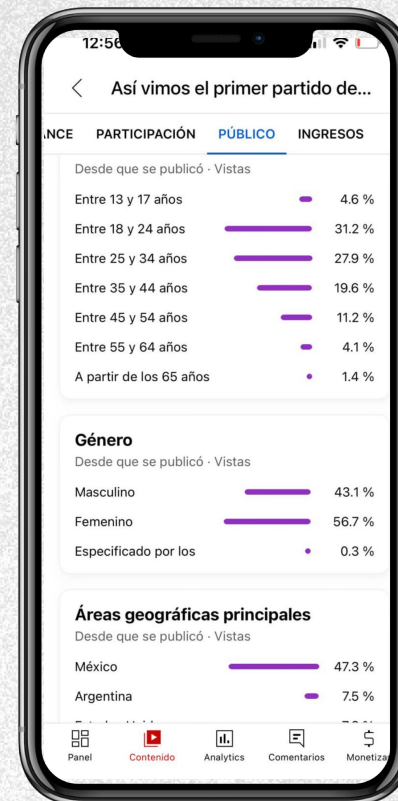 12:56
Así vimos el primer partido de...
NCE PARTICIPACIÓN PÚBLICO INGRESOS
Desde que se publicó · Vistas
Entre 13 y 17 años 4.6 %
Entre 18 y 24 años 31.2 %
Entre 25 y 34 años 27.9 %
Entre 35 y 44 años 19.6 %
Entre 45 y 54 años 11.2 %
Entre 55 y 64 años 4.1 %
A partir de los 65 años 1.4 %
Género
Desde que se publicó · Vistas
Masculino 43.1 %
Femenino 56.7 %
Especificado por los 0.3 %
Áreas geográficas principales
Desde que se publicó · Vistas
México 47.3 %
Argentina 7.5 %
Panel Contenido Analytics Comentarios Monetiza